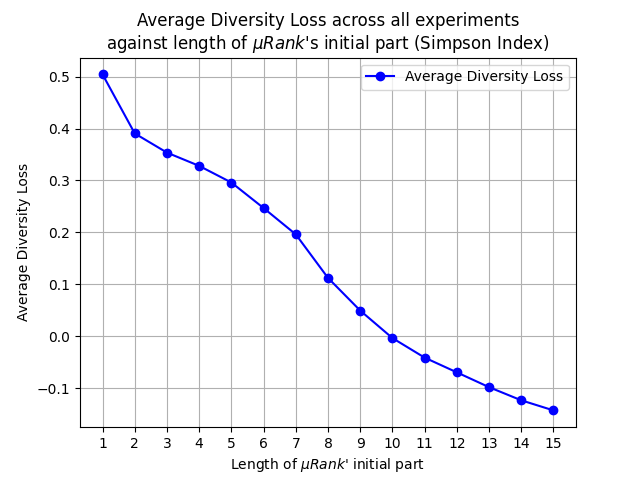 Average Diversity Loss across all experiments
against length of μRank's initial part (Simpson Index)
Average Diversity Loss
Average Diversity Loss
0.5
0.4
0.3
0.2
0.1
0.0
−0.1
1 2 3 4 5 6 7 8 9 10 11 12 13 14 15
Length of μRank' initial part